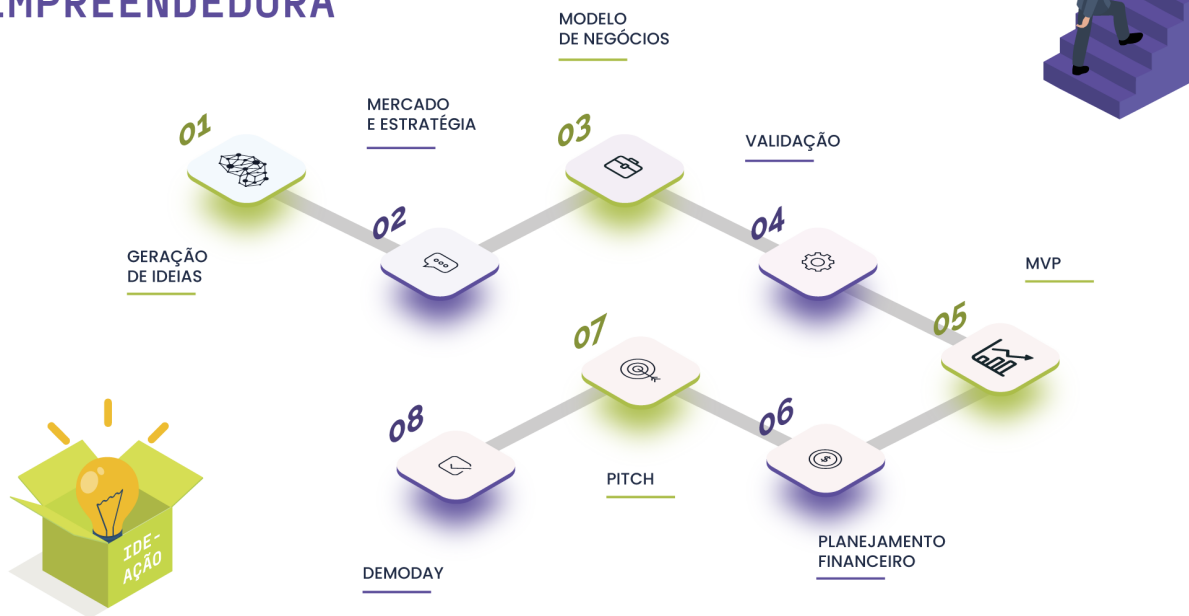 EMPREENDEDORA
01
GERAÇÃO
DE IDEIAS
02
MERCADO
E ESTRATÉGIA
03
MODELO
DE NEGÓCIOS
04
VALIDAÇÃO
05
MVP
06
PLANEJAMENTO
FINANCEIRO
07
PITCH
08
DEMODAY
IDE-
AÇÃO